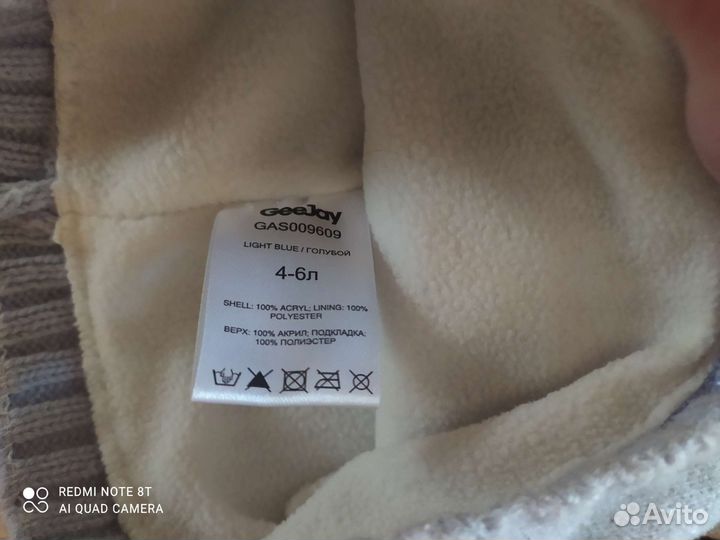 GeeJay
GAS009609
LIGHT BLUE / ГОЛУБОЙ
4-6л
SHELL: 100% ACRYL; LINING: 100%
POLYESTER
ВЕРХ: 100% АКРИЛ; ПОДКЛАДКА:
100% ПОЛИЭСТЕР
REDMI NOTE 8T
AI QUAD CAMERA
Avito